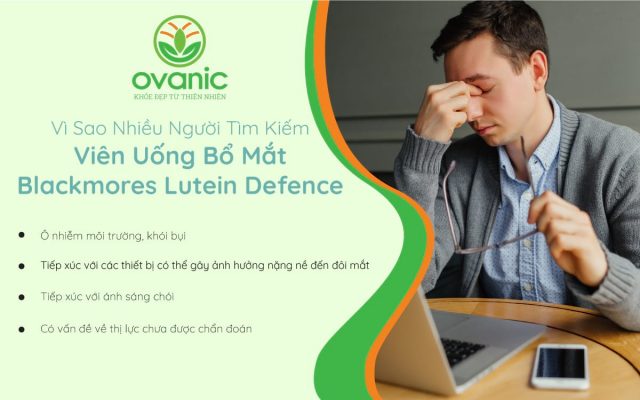 ovanic
KHỎE ĐẸP TỪ THIÊN NHIÊN
Vì Sao Nhiều Người Tìm Kiếm
Viên Uống Bổ Mắt
Blackmores Lutein Defence
Ô nhiễm môi trường, khói bụi
Tiếp xúc với các thiết bị có thể gây ảnh hưởng nặng nề đến đôi mắt
Tiếp xúc với ánh sáng chói
Có vấn đề về thị lực chưa được chẩn đoán